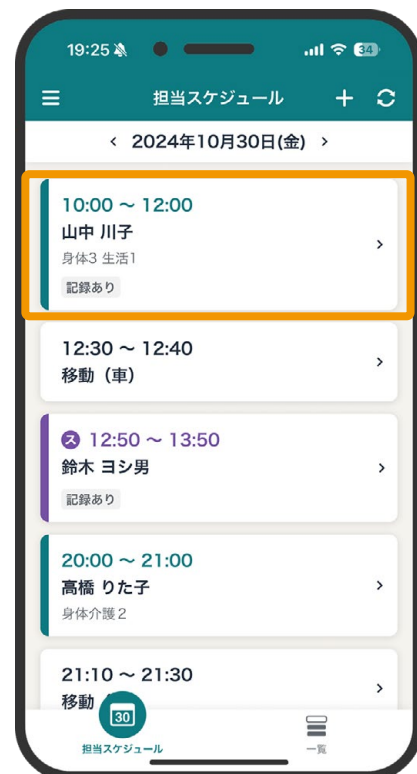 19:25
34
担当スケジュール
2024年10月30日(金)
10:00 ～ 12:00
山中 川子
身体3 生活1
記録あり
12:30 ～ 12:40
移動（車）
ス 12:50 ～ 13:50
鈴木 ヨシ男
記録あり
20:00 ～ 21:00
高橋 りた子
身体介護2
21:10 ～ 21:30
移動
30
担当スケジュール
一覧